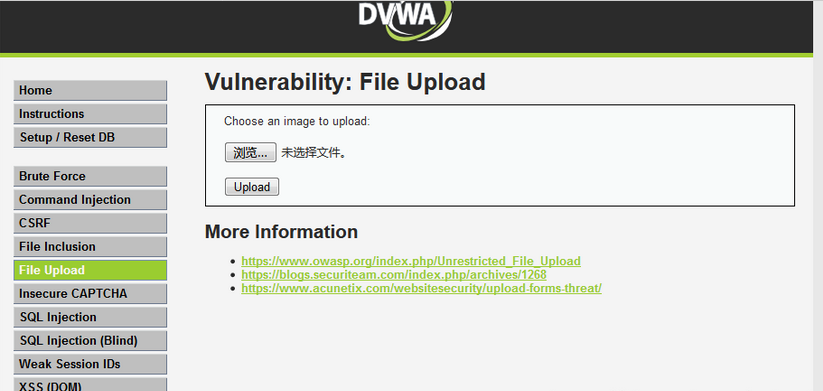 DVWA
Vulnerability: File Upload
Home
Instructions
Setup / Reset DB
Brute Force
Command Injection
CSRF
File Inclusion
File Upload
Insecure CAPTCHA
SQL Injection
SQL Injection (Blind)
Weak Session IDs
XSS (DOM)
Choose an image to upload:
浏览... 未选择文件。
Upload
More Information
https://www.owasp.org/index.php/Unrestricted_File_Upload
https://blogs.securiteam.com/index.php/archives/1268
https://www.acunetix.com/websitesecurity/upload-forms-threat/